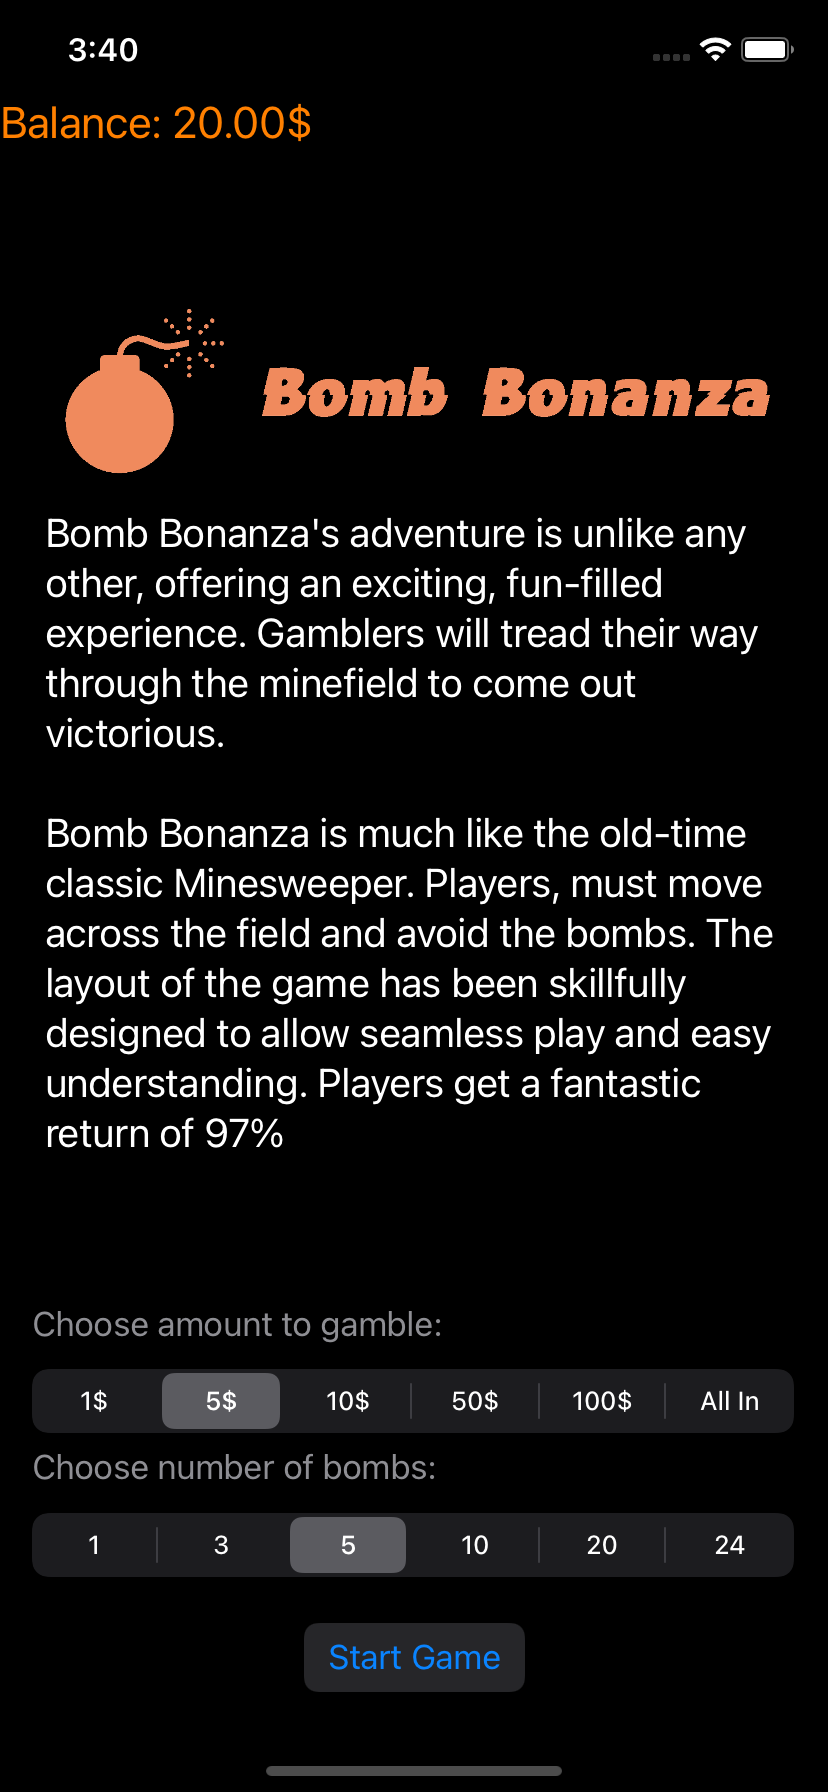 3:40
Balance: 20.00$
Bomb Bonanza
Bomb Bonanza's adventure is unlike any
other, offering an exciting, fun-filled
experience. Gamblers will tread their way
through the minefield to come out
victorious.
Bomb Bonanza is much like the old-time
classic Minesweeper. Players, must move
across the field and avoid the bombs. The
layout of the game has been skillfully
designed to allow seamless play and easy
understanding. Players get a fantastic
return of 97%
Choose amount to gamble:
1$ 5$ 10$ 50$ 100$ All In
Choose number of bombs:
1 3 5 10 20 24
Start Game